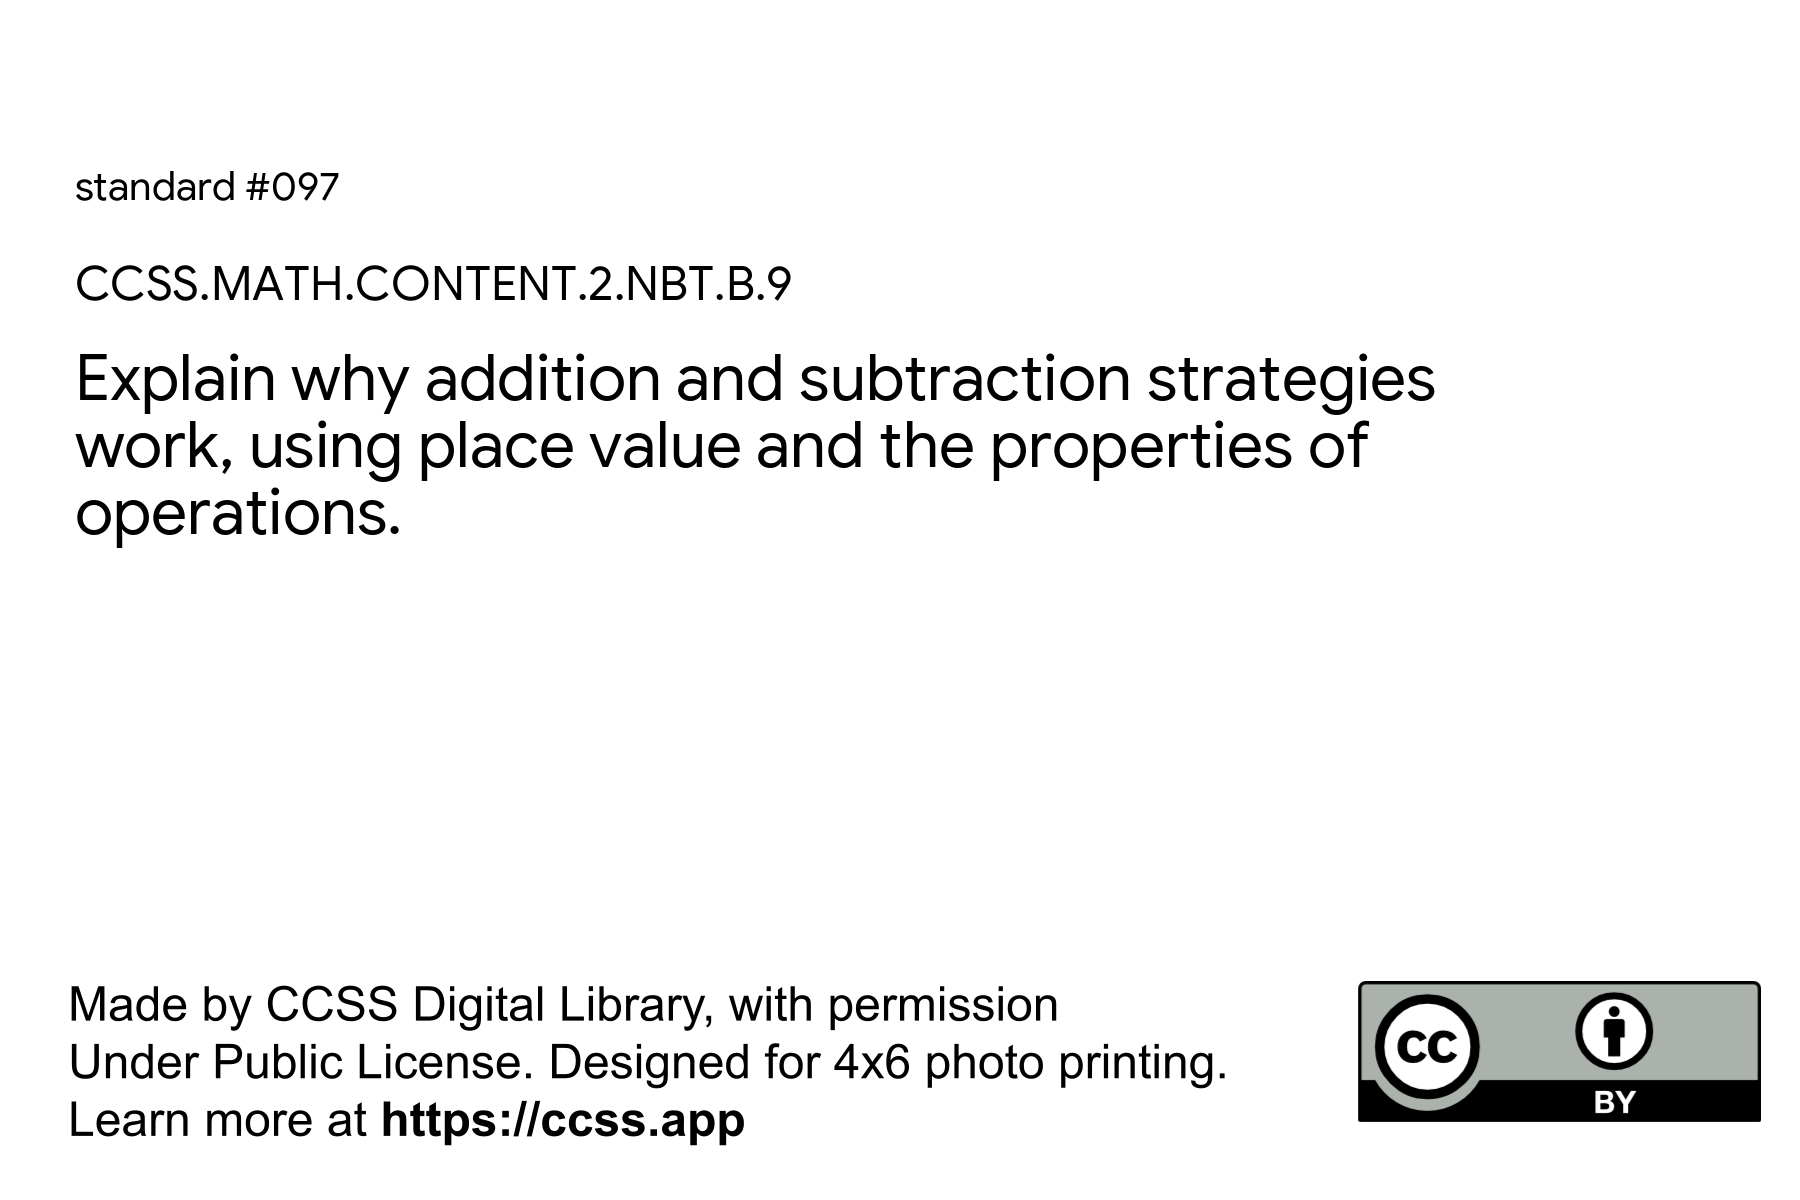 standard #097
CCSS.MATH.CONTENT.2.NBT.B.9
Explain why addition and subtraction strategies
work, using place value and the properties of
operations.
Made by CCSS Digital Library, with permission
Under Public License. Designed for 4x6 photo printing.
Learn more at https://ccss.app
cc
BY